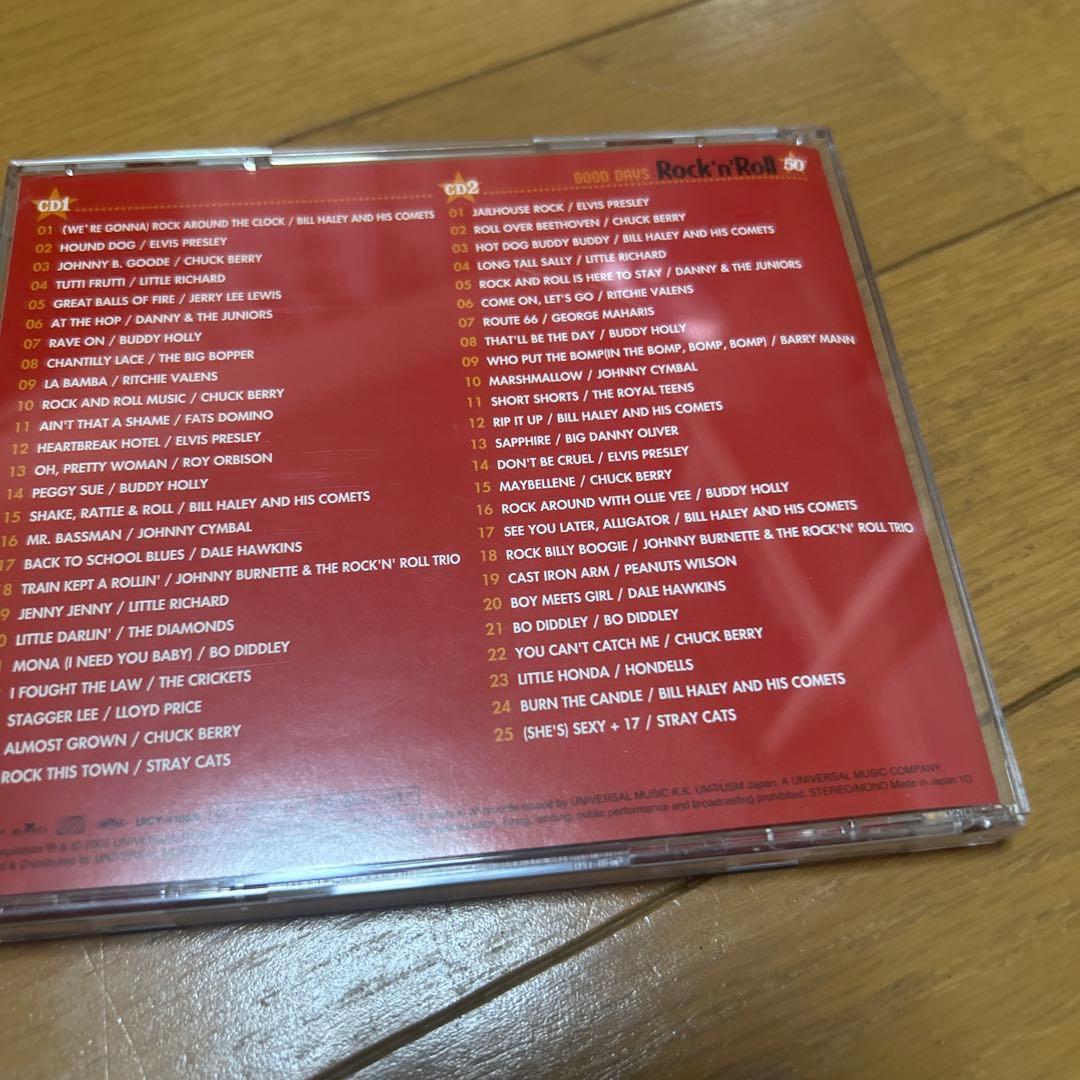 GOOD DAYS Rock'n'Roll 50
CD1
01 (WE'RE GONNA) ROCK AROUND THE CLOCK / BILL HALEY AND HIS COMETS
02 HOUND DOG / ELVIS PRESLEY
03 JOHNNY B. GOODE / CHUCK BERRY
04 TUTTI FRUTTI / LITTLE RICHARD
05 GREAT BALLS OF FIRE / JERRY LEE LEWIS
06 AT THE HOP / DANNY & THE JUNIORS
07 RAVE ON / BUDDY HOLLY
08 CHANTILLY LACE / THE BIG BOPPER
09 LA BAMBA / RITCHIE VALENS
10 ROCK AND ROLL MUSIC / CHUCK BERRY
11 AIN'T THAT A SHAME / FATS DOMINO
12 HEARTBREAK HOTEL / ELVIS PRESLEY
13 OH, PRETTY WOMAN / ROY ORBISON
14 PEGGY SUE / BUDDY HOLLY
15 SHAKE, RATTLE & ROLL / BILL HALEY AND HIS COMETS
16 MR. BASSMAN / JOHNNY CYMBAL
17 BACK TO SCHOOL BLUES / DALE HAWKINS
8 TRAIN KEPT A ROLLIN' / JOHNNY BURNETTE & THE ROCK'N' ROLL TRIO
9 JENNY JENNY / LITTLE RICHARD
0 LITTLE DARLIN' / THE DIAMONDS
MONA (I NEED YOU BABY) / BO DIDDLEY
I FOUGHT THE LAW / THE CRICKETS
STAGGER LEE / LLOYD PRICE
ALMOST GROWN / CHUCK BERRY
ROCK THIS TOWN / STRAY CATS
CD2
01 JAILHOUSE ROCK / ELVIS PRESLEY
02 ROLL OVER BEETHOVEN / CHUCK BERRY
03 HOT DOG BUDDY BUDDY / BILL HALEY AND HIS COMETS
04 LONG TALL SALLY / LITTLE RICHARD
05 ROCK AND ROLL IS HERE TO STAY / DANNY & THE JUNIORS
06 COME ON, LET'S GO / RITCHIE VALENS
07 ROUTE 66 / GEORGE MAHARIS
08 THAT'LL BE THE DAY / BUDDY HOLLY
09 WHO PUT THE BOMP(IN THE BOMP, BOMP, BOMP) / BARRY MANN
10 MARSHMALLOW / JOHNNY CYMBAL
11 SHORT SHORTS / THE ROYAL TEENS
12 RIP IT UP / BILL HALEY AND HIS COMETS
13 SAPPHIRE / BIG DANNY OLIVER
14 DON'T BE CRUEL / ELVIS PRESLEY
15 MAYBELLENE / CHUCK BERRY
16 ROCK AROUND WITH OLLIE VEE / BUDDY HOLLY
17 SEE YOU LATER, ALLIGATOR / BILL HALEY AND HIS COMETS
18 ROCK BILLY BOOGIE / JOHNNY BURNETTE & THE ROCK'N' ROLL TRIO
19 CAST IRON ARM / PEANUTS WILSON
20 BOY MEETS GIRL / DALE HAWKINS
21 BO DIDDLEY / BO DIDDLEY
22 YOU CAN'T CATCH ME / CHUCK BERRY
23 LITTLE HONDA / HONDELLS
24 BURN THE CANDLE / BILL HALEY AND HIS COMETS
25 (SHE'S) SEXY + 17 / STRAY CATS
records issued by UNIVERSAL MUSIC K.K. UM³/USM Japan, A UNIVERSAL MUSIC COMPANY.
lending, public performance and broadcasting prohibited. STEREO/MONO Made in Japan
& Distributed by